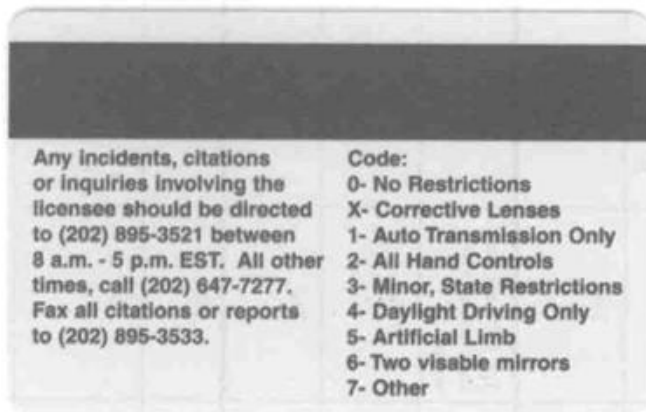 Any incidents, citations
or inquiries involving the
licensee should be directed
to (202) 895-3521 between
8 a.m. - 5 p.m. EST. All other
times, call (202) 647-7277.
Fax all citations or reports
to (202) 895-3533.
Code:
0- No Restrictions
X- Corrective Lenses
1- Auto Transmission Only
2- All Hand Controls
3- Minor, State Restrictions
4- Daylight Driving Only
5- Artificial Limb
6- Two visable mirrors
7- Other